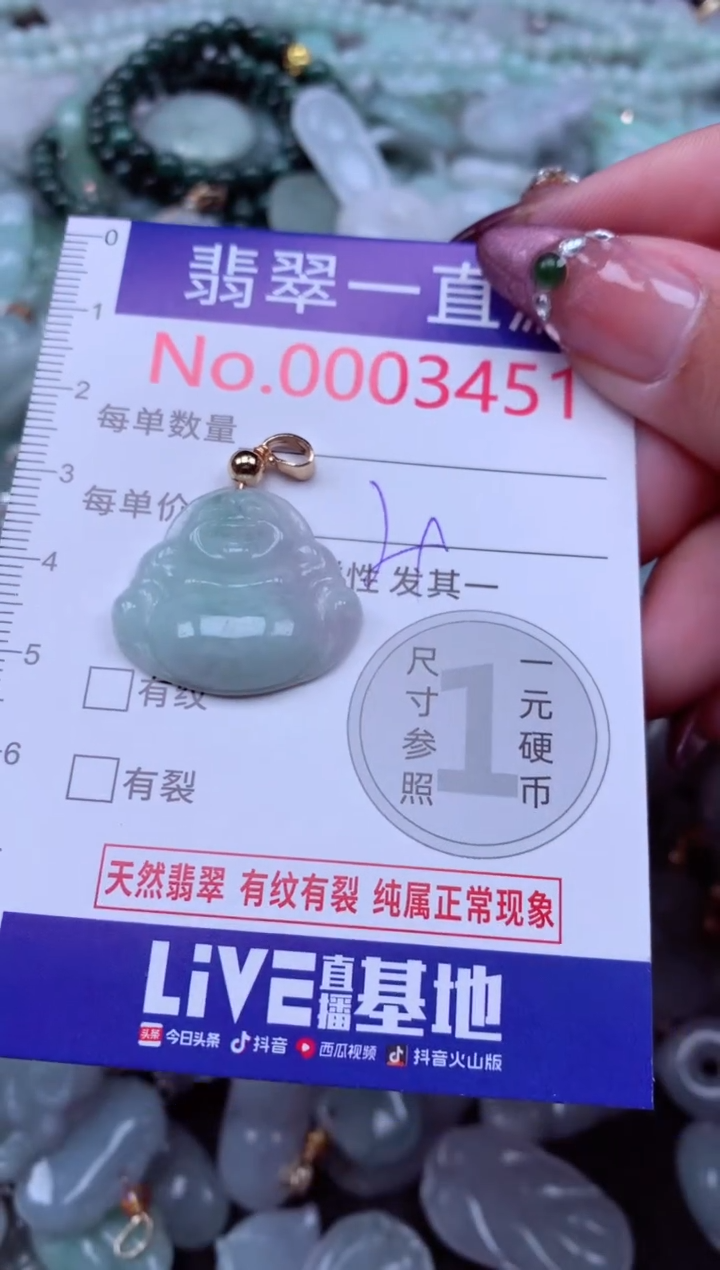 0
翡翠一直
1
No.0003451
2
每单数量
3
每单价
4
性 发其一
5
有纹
尺寸参照
1
一元硬币
6
有裂
天然翡翠 有纹有裂 纯属正常现象
LiVE直播基地
头条 今日头条 抖音 西瓜视频 抖音火山版